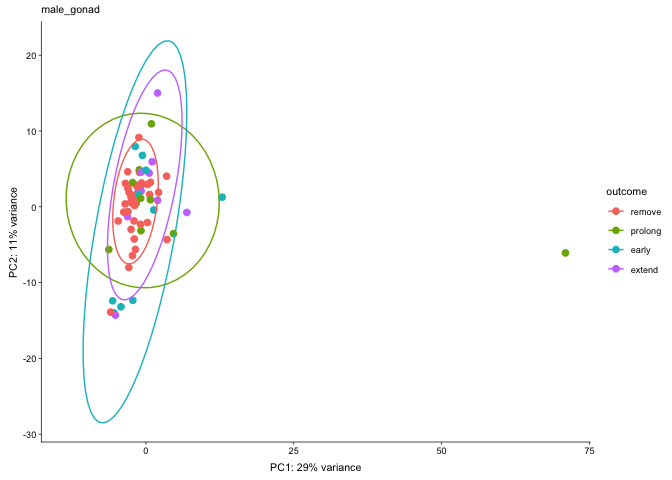 male_gonad
20
10
0
-10
-20
-30
PC2: 11% variance
0
25
50
75
PC1: 29% variance
outcome
remove
prolong
early
extend